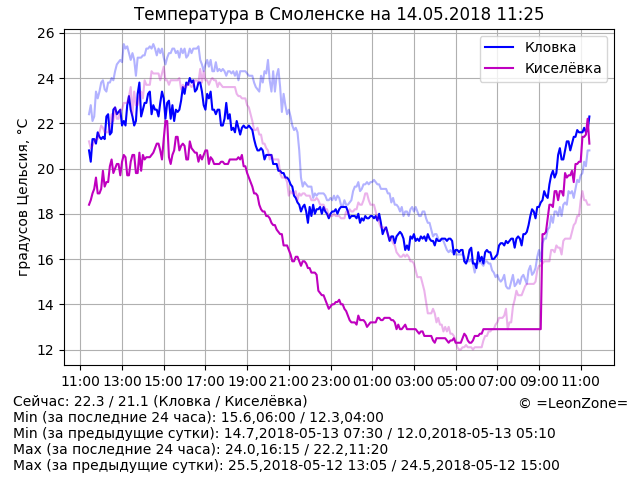 Температура в Смоленске на 14.05.2018 11:25
градусов Цельсия, °C
26
24
22
20
18
16
14
12
Кловка
Киселёвка
11:00 13:00 15:00 17:00 19:00 21:00 23:00 01:00 03:00 05:00 07:00 09:00 11:00
Сейчас: 22.3 / 21.1 (Кловка / Киселёвка)
© =LeonZone=
Min (за последние 24 часа): 15.6,06:00 / 12.3,04:00
Min (за предыдущие сутки): 14.7,2018-05-13 07:30 / 12.0,2018-05-13 05:10
Max (за последние 24 часа): 24.0,16:15 / 22.2,11:20
Max (за предыдущие сутки): 25.5,2018-05-12 13:05 / 24.5,2018-05-12 15:00